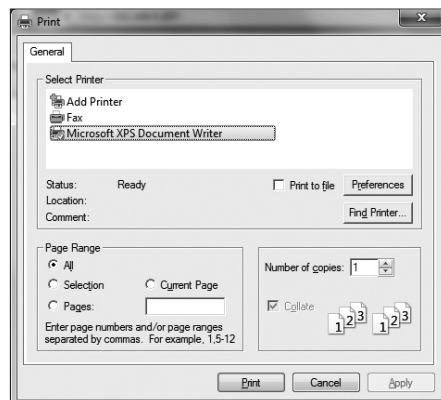 Print
General
Select Printer
Add Printer
Fax
Microsoft XPS Document Writer
Status: Ready
Print to file
Preferences
Location:
Comment:
Find Printer...
Page Range
All
Selection
Current Page
Pages:
Enter page numbers and/or page ranges
separated by commas. For example, 1,5-12
Number of copies: 1
Collate
1 2 3 1 2 3
Print
Cancel
Apply